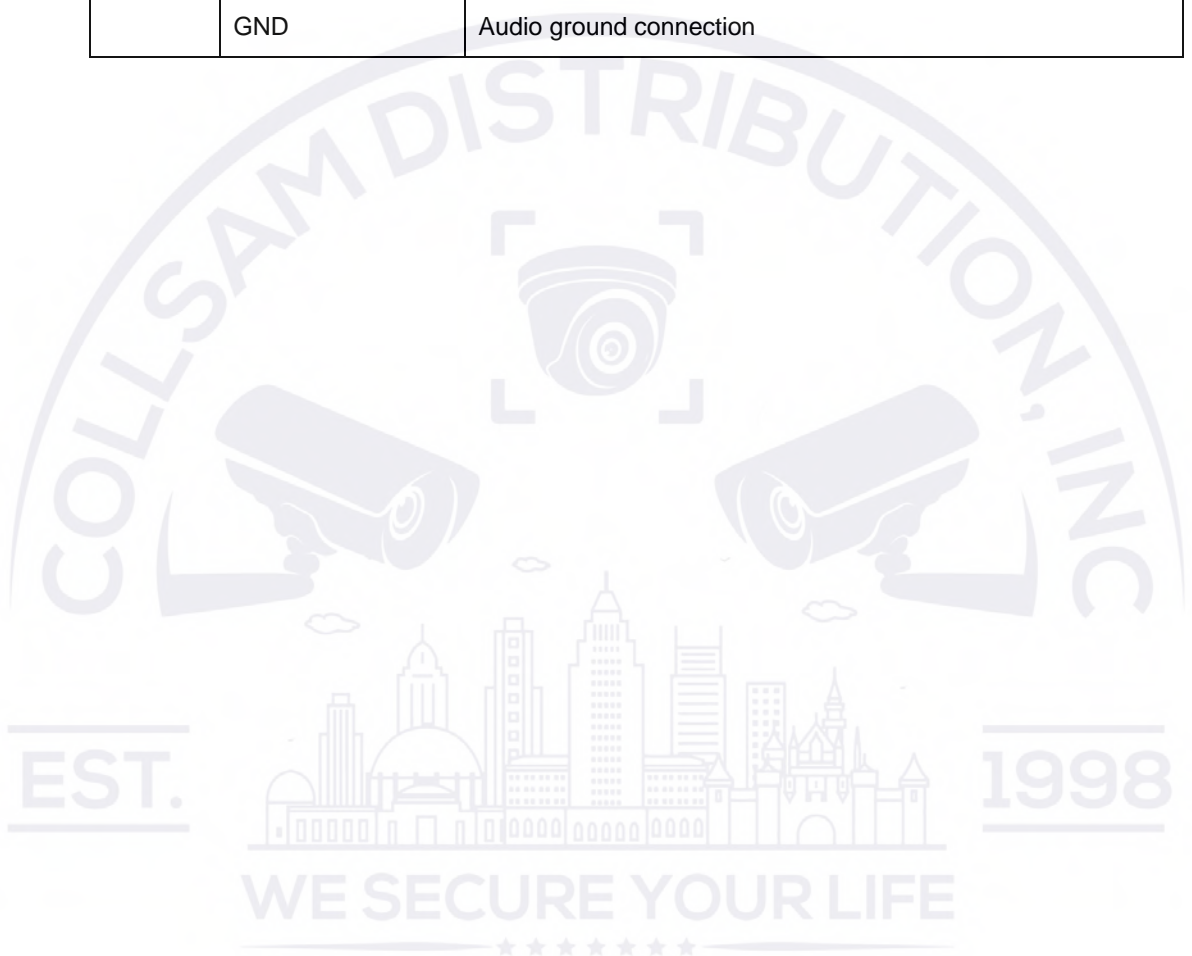 GND Audio ground connection
COLLSAM DISTRIBUTION, INC
EST. 1998
WE SECURE YOUR LIFE